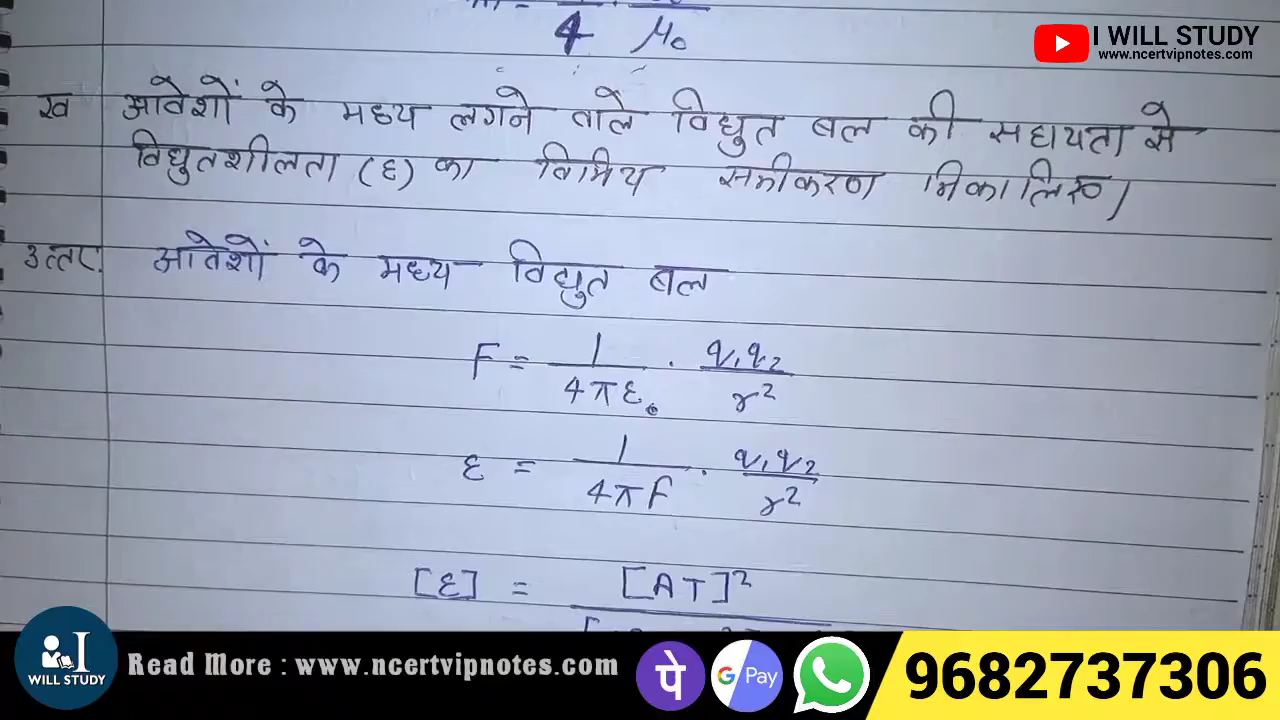 4 μ₀
I WILL STUDY
www.ncertvipnotes.com
ख आवेशों के मध्य लगने वाले विद्युत बल की सहायता से
विद्युतशीलता (ε) का विमिय समीकरण निकालिए।
उत्तर. आवेशों के मध्य विद्युत बल
F = 1/4πε₀ . q₁q₂/r²
ε = 1/4πF . q₁q₂/r²
[ε] = [AT]²
I WILL STUDY
Read More : www.ncertvipnotes.com
पे
G Pay
9682737306